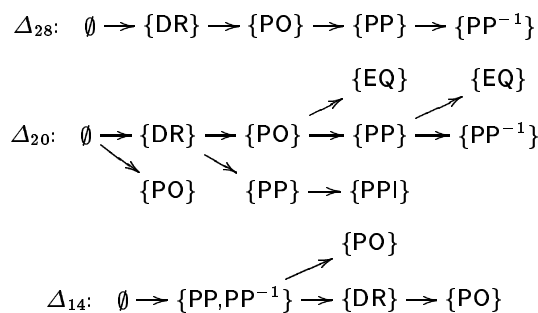 Δ₂₈: ∅ → {DR} → {PO} → {PP} → {PP⁻¹}
{EQ} {EQ}
Δ₂₀: ∅ → {DR} → {PO} → {PP} → {PP⁻¹}
{PO} {PP} → {PPI}
{PO}
Δ₁₄: ∅ → {PP,PP⁻¹} → {DR} → {PO}